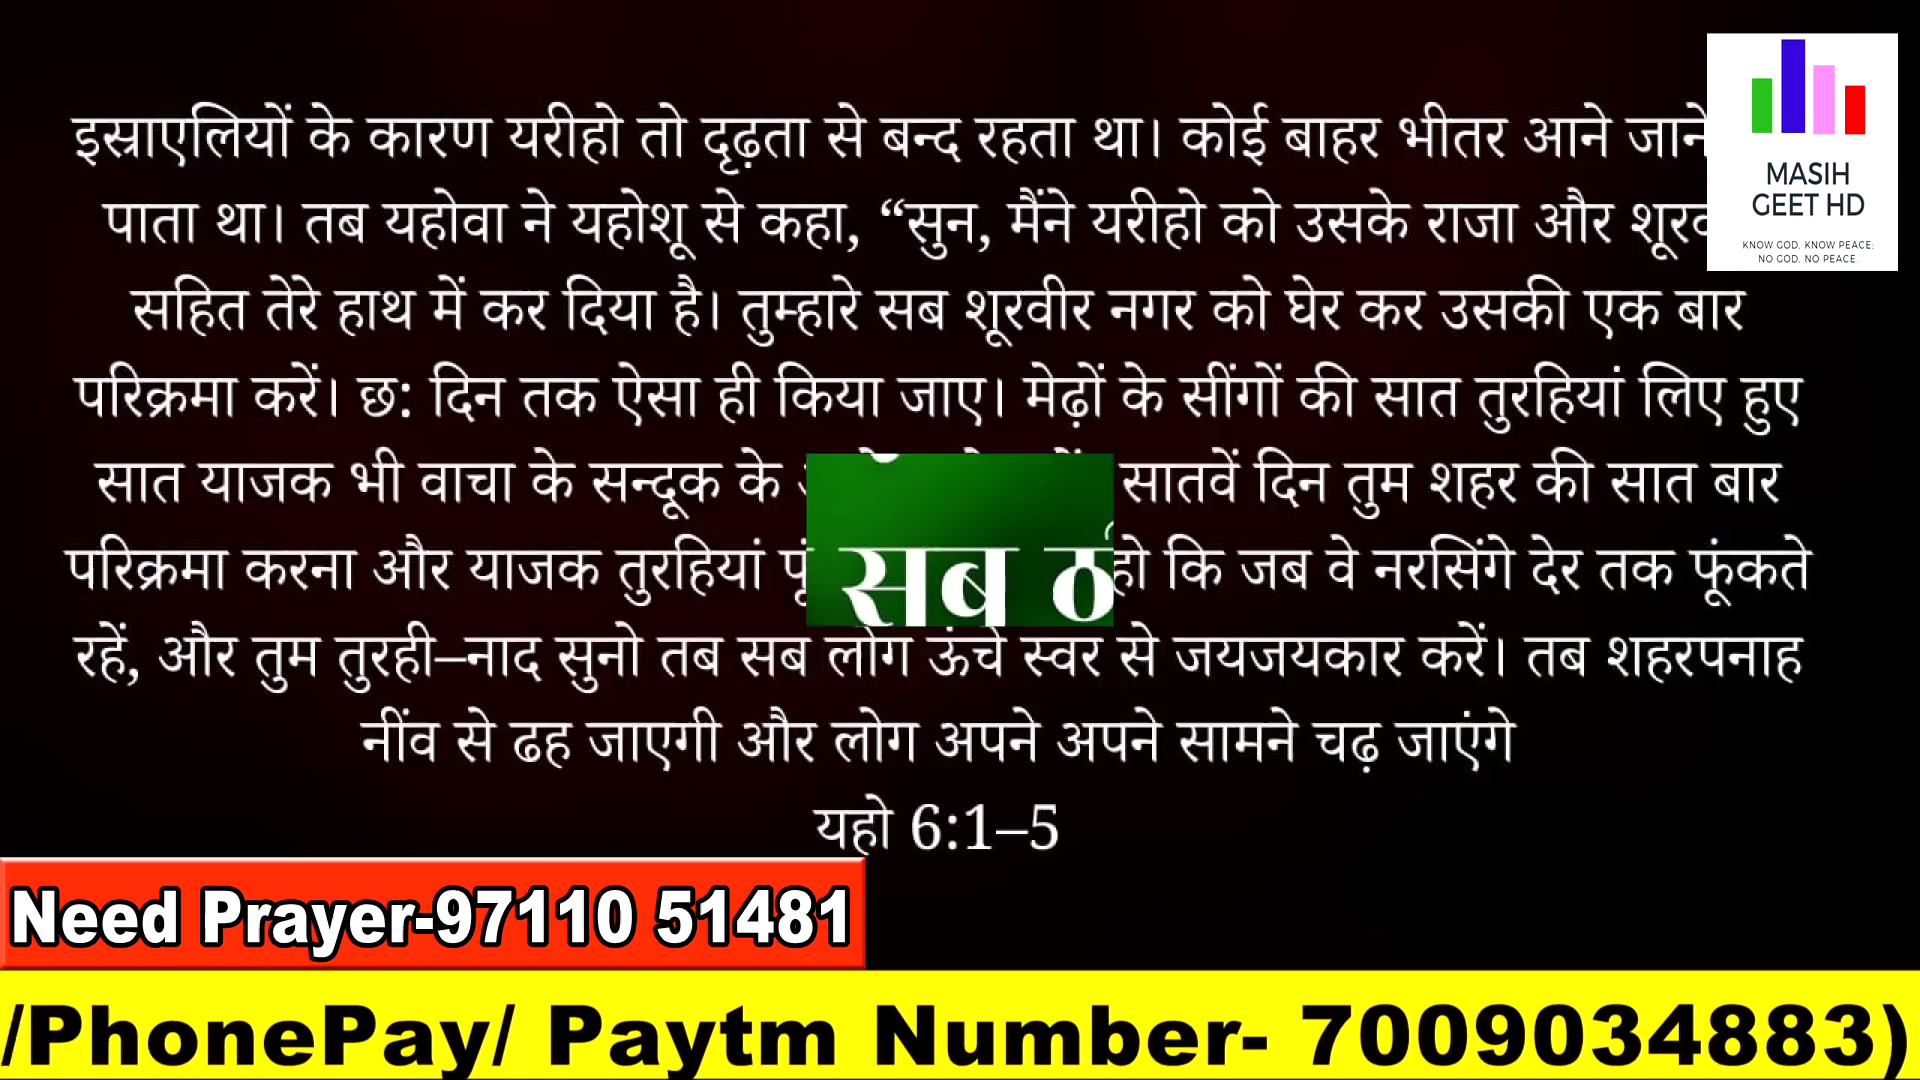 इस्राएलियों के कारण यरीहो तो दृढ़ता से बन्द रहता था। कोई बाहर भीतर आने जाने
पाता था। तब यहोवा ने यहोशू से कहा, “सुन, मैंने यरीहो को उसके राजा और
सहित तेरे हाथ में कर दिया है। तुम्हारे सब शूरवीर नगर को घेर कर उसकी एक बार
परिक्रमा करें। छ: दिन तक ऐसा ही किया जाए। मेढ़ों के सींगों की सात तुरहियां लिए हुए
सात याजक भी वाचा के सन्दूक के सातवें दिन तुम शहर की सात बार
परिक्रमा करना और याजक तुरहियां कि जब वे नरसिंगे देर तक फूंकते
रहें, और तुम तुरही–नाद सुनो तब सब लोग ऊंचे स्वर से जयजयकार करें। तब शहरपनाह
नींव से ढह जाएगी और लोग अपने अपने सामने चढ़ जाएंगे
यहो 6:1–5
सब
MASIH
GEET HD
KNOW GOD, KNOW PEACE;
NO GOD, NO PEACE.
Need Prayer-97110 51481
/PhonePay/ Paytm Number- 7009034883)